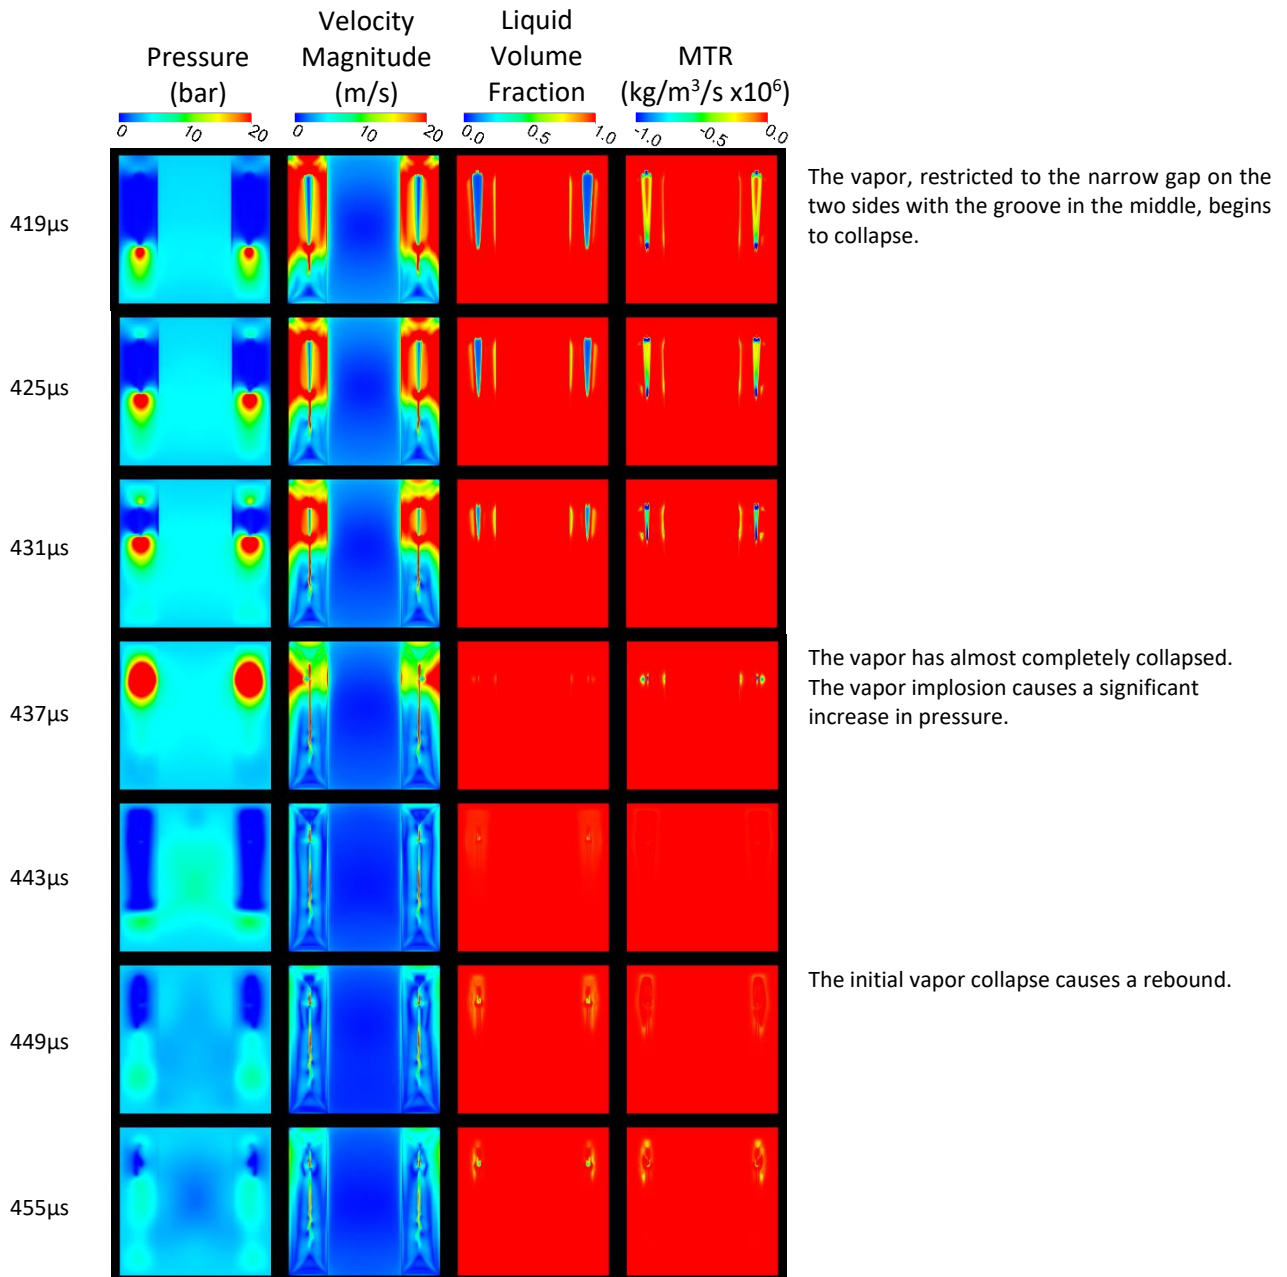 Pressure
(bar)
Velocity
Magnitude
(m/s)
Liquid
Volume
Fraction
MTR
(kg/m³/s x10⁶)
0 10 20
0 10 20
0.0 0.5 1.0
-1.0 -0.5 0.0
419µs
The vapor, restricted to the narrow gap on the
two sides with the groove in the middle, begins
to collapse.
425µs
431µs
437µs
The vapor has almost completely collapsed.
The vapor implosion causes a significant
increase in pressure.
443µs
449µs
The initial vapor collapse causes a rebound.
455µs